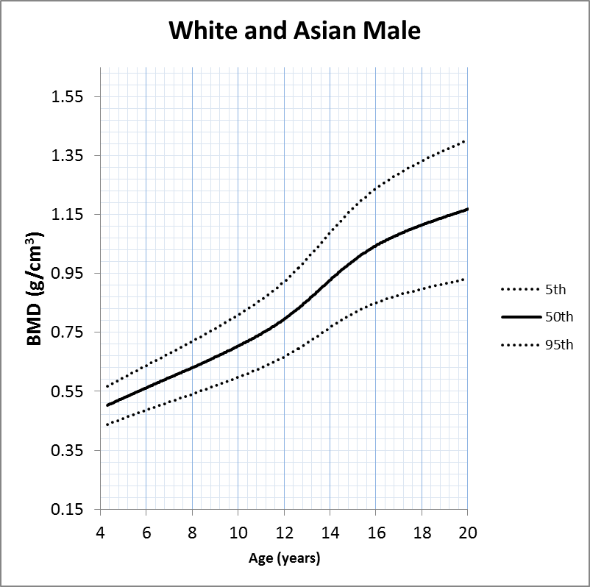 White and Asian Male
BMD (g/cm³)
1.55
1.35
1.15
0.95
0.75
0.55
0.35
0.15
4 6 8 10 12 14 16 18 20
Age (years)
5th
50th
95th